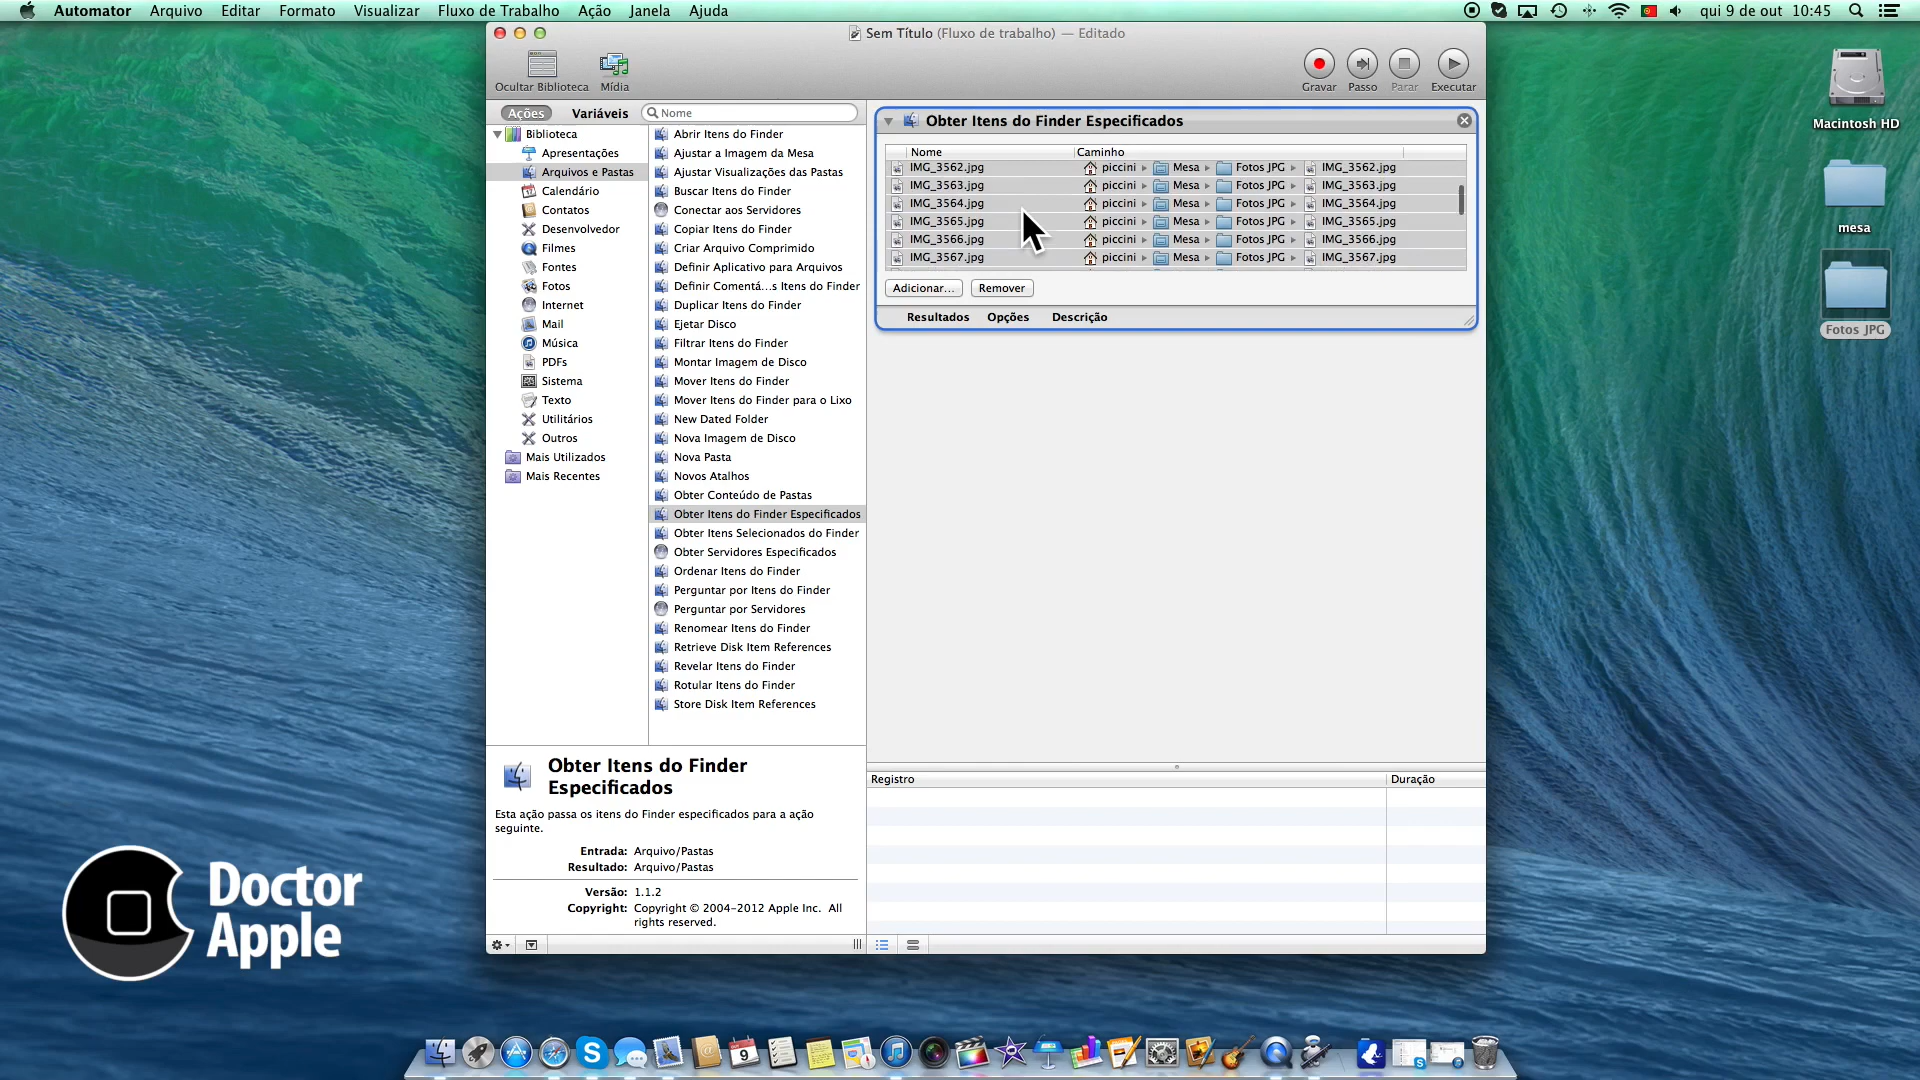 Automator Arquivo Editar Formato Visualizar Fluxo de Trabalho Ação Janela Ajuda
qui 9 de out 10:45
Sem Título (Fluxo de trabalho) — Editado
Ocultar Biblioteca Mídia
Gravar Passo Parar Executar
Ações Variáveis Nome
Biblioteca
Apresentações
Arquivos e Pastas
Calendário
Contatos
Desenvolvedor
Filmes
Fontes
Fotos
Internet
Mail
Música
PDFs
Sistema
Texto
Utilitários
Outros
Mais Utilizados
Mais Recentes
Abrir Itens do Finder
Ajustar a Imagem da Mesa
Ajustar Visualizações das Pastas
Buscar Itens do Finder
Conectar aos Servidores
Copiar Itens do Finder
Criar Arquivo Comprimido
Definir Aplicativo para Arquivos
Definir Comentá...s Itens do Finder
Duplicar Itens do Finder
Ejetar Disco
Filtrar Itens do Finder
Montar Imagem de Disco
Mover Itens do Finder
Mover Itens do Finder para o Lixo
New Dated Folder
Nova Imagem de Disco
Nova Pasta
Novos Atalhos
Obter Conteúdo de Pastas
Obter Itens do Finder Especificados
Obter Itens Selecionados do Finder
Obter Servidores Especificados
Ordenar Itens do Finder
Perguntar por Itens do Finder
Perguntar por Servidores
Renomear Itens do Finder
Retrieve Disk Item References
Revelar Itens do Finder
Rotular Itens do Finder
Store Disk Item References
Obter Itens do Finder
Especificados
Esta ação passa os itens do Finder especificados para a ação
seguinte.
Entrada: Arquivo/Pastas
Resultado: Arquivo/Pastas
Versão: 1.1.2
Copyright: Copyright © 2004-2012 Apple Inc. All
rights reserved.
Obter Itens do Finder Especificados
Nome Caminho
IMG_3562.jpg piccini Mesa Fotos JPG IMG_3562.jpg
IMG_3563.jpg piccini Mesa Fotos JPG IMG_3563.jpg
IMG_3564.jpg piccini Mesa Fotos JPG IMG_3564.jpg
IMG_3565.jpg piccini Mesa Fotos JPG IMG_3565.jpg
IMG_3566.jpg piccini Mesa Fotos JPG IMG_3566.jpg
IMG_3567.jpg piccini Mesa Fotos JPG IMG_3567.jpg
Adicionar... Remover
Resultados Opções Descrição
Registro Duração
Macintosh HD
mesa
Fotos JPG
Doctor
Apple
9